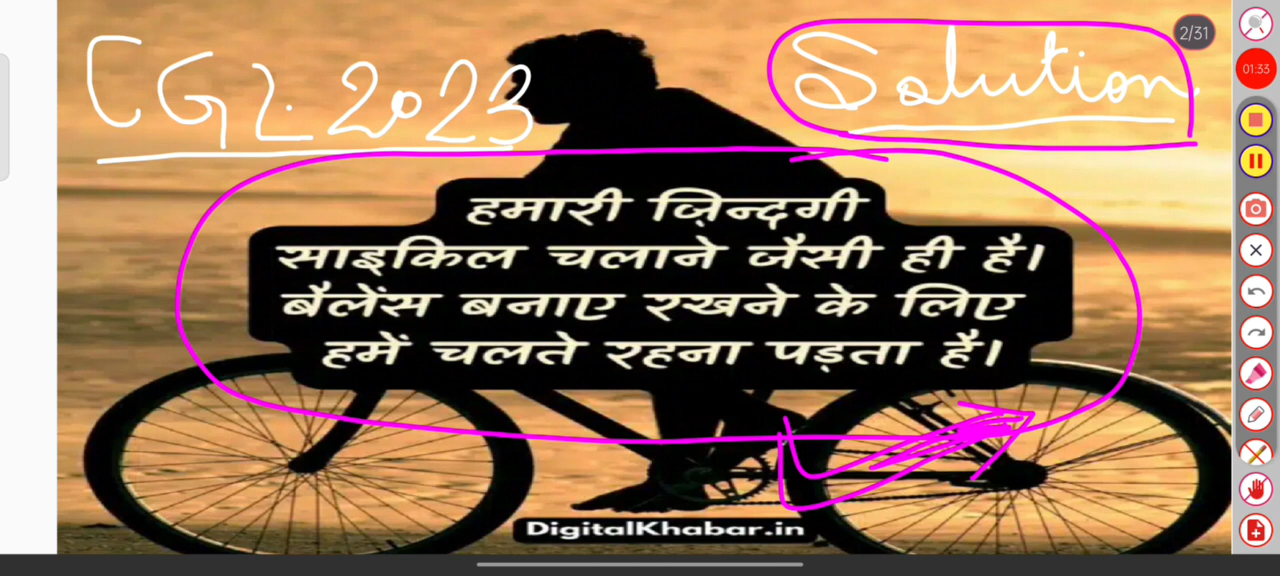 2/31
CGL 2023
Solution
01:33
हमारी ज़िन्दगी
साइकिल चलाने जैसी ही है।
बैलेंस बनाए रखने के लिए
हमें चलते रहना पड़ता है।
DigitalKhabar.in